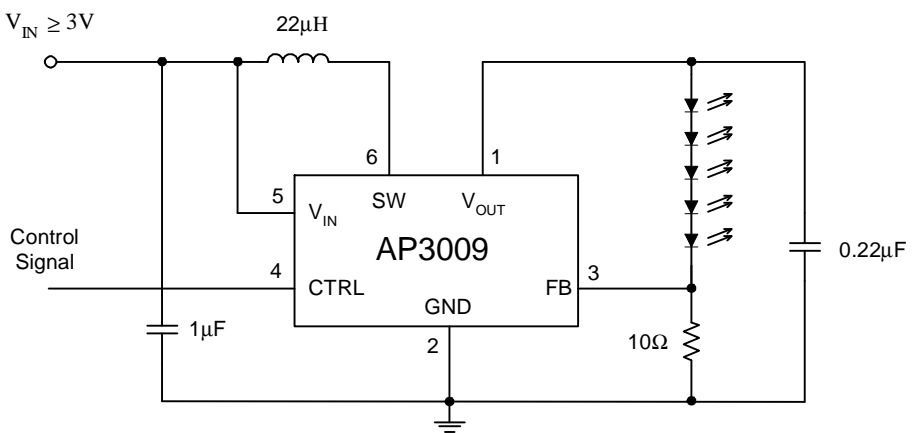 V_IN ≥ 3V
22μH
6
1
5
SW
V_OUT
V_IN
AP3009
Control
Signal
4
CTRL
3
FB
GND
0.22μF
1μF
2
10Ω